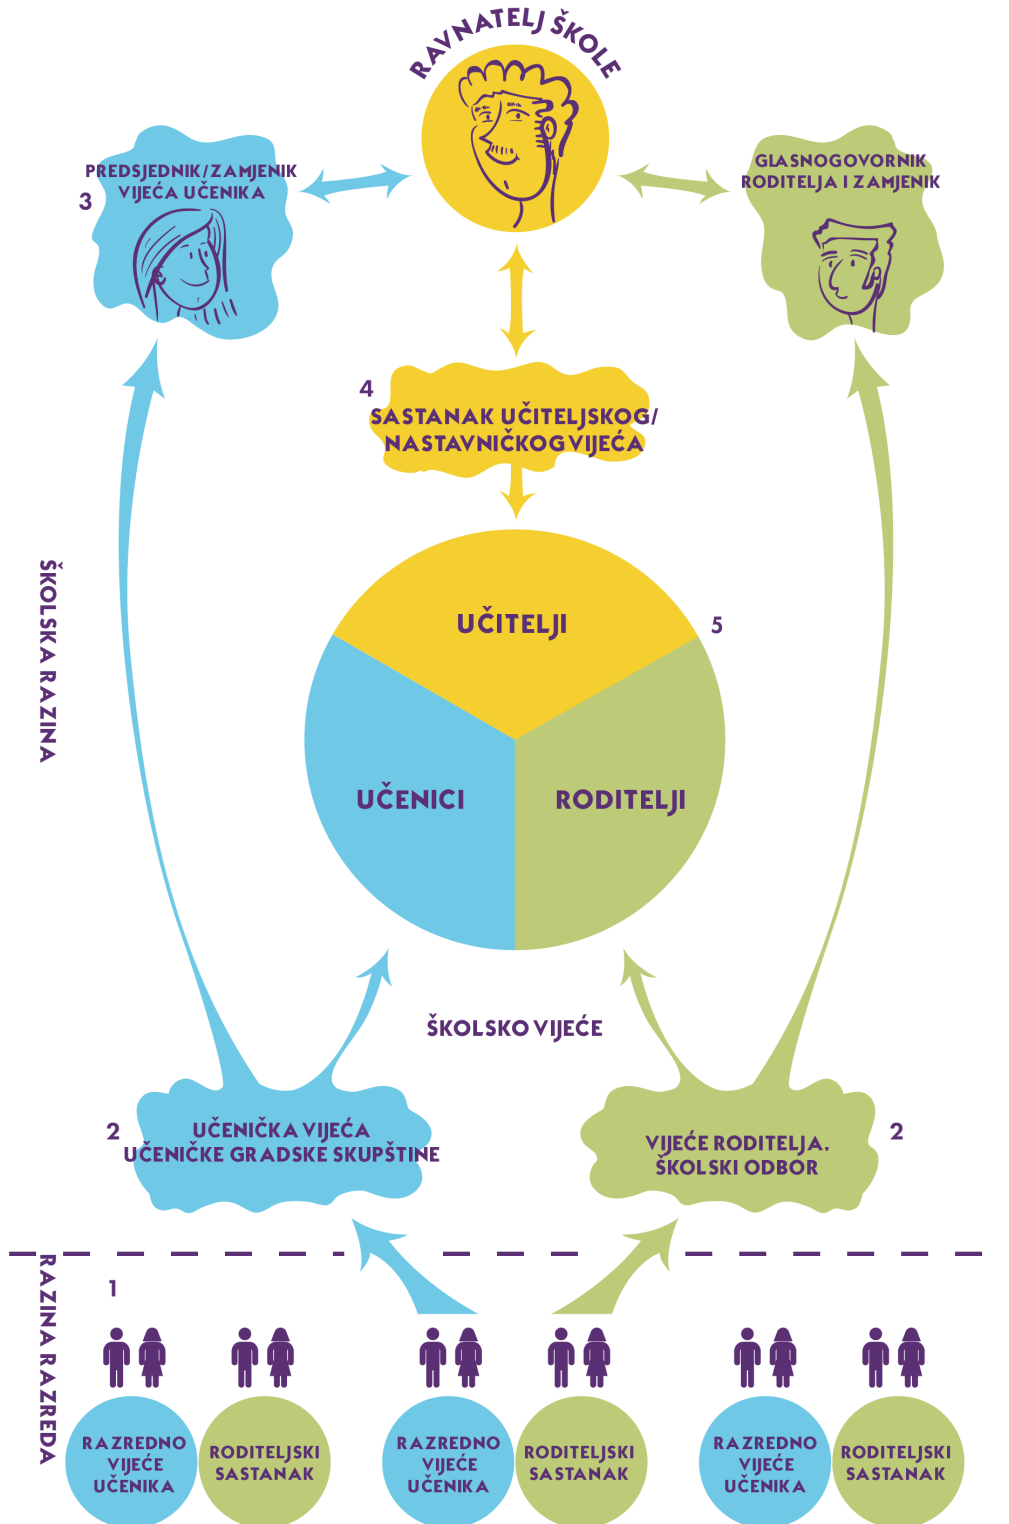 RAVNATELJ ŠKOLE
PREDSJEDNIK/ZAMJENIK
VIJEĆA UČENIKA
3
GLASNOGOVORNIK
RODITELJA I ZAMJENIK
4
SASTANAK UČITELJSKOG/
NASTAVNIČKOG VIJEĆA
ŠKOLSKA RAZINA
UČITELJI
5
UČENICI
RODITELJI
ŠKOLSKO VIJEĆE
2
UČENIČKA VIJEĆA
UČENIČKE GRADSKE SKUPŠTINE
VIJEĆE RODITELJA.
ŠKOLSKI ODBOR
2
RAZINA RAZREDA
1
RAZREDNO
VIJEĆE
UČENIKA
RODITELJSKI
SASTANAK
RAZREDNO
VIJEĆE
UČENIKA
RODITELJSKI
SASTANAK
RAZREDNO
VIJEĆE
UČENIKA
RODITELJSKI
SASTANAK